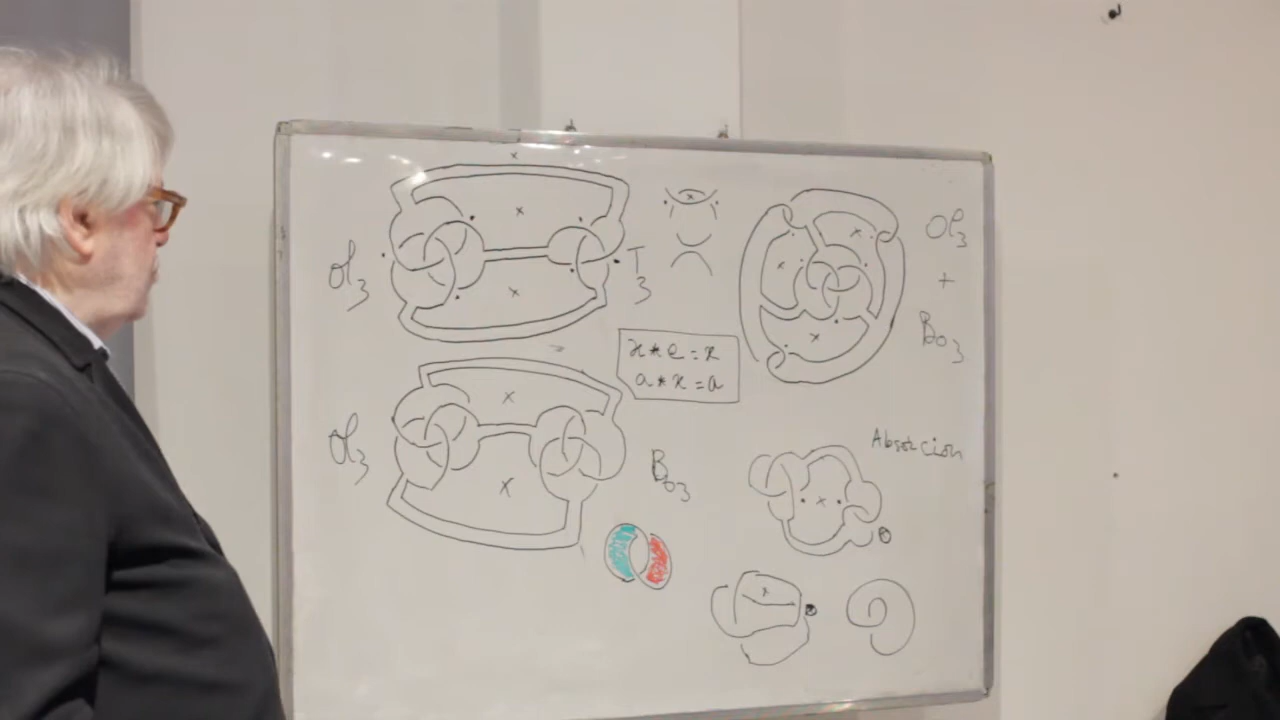 Ol₃
T₃
Ol₃
+
Bo₃
x * e = x
a * x = a
Ol₃
Bo₃
Absorcion